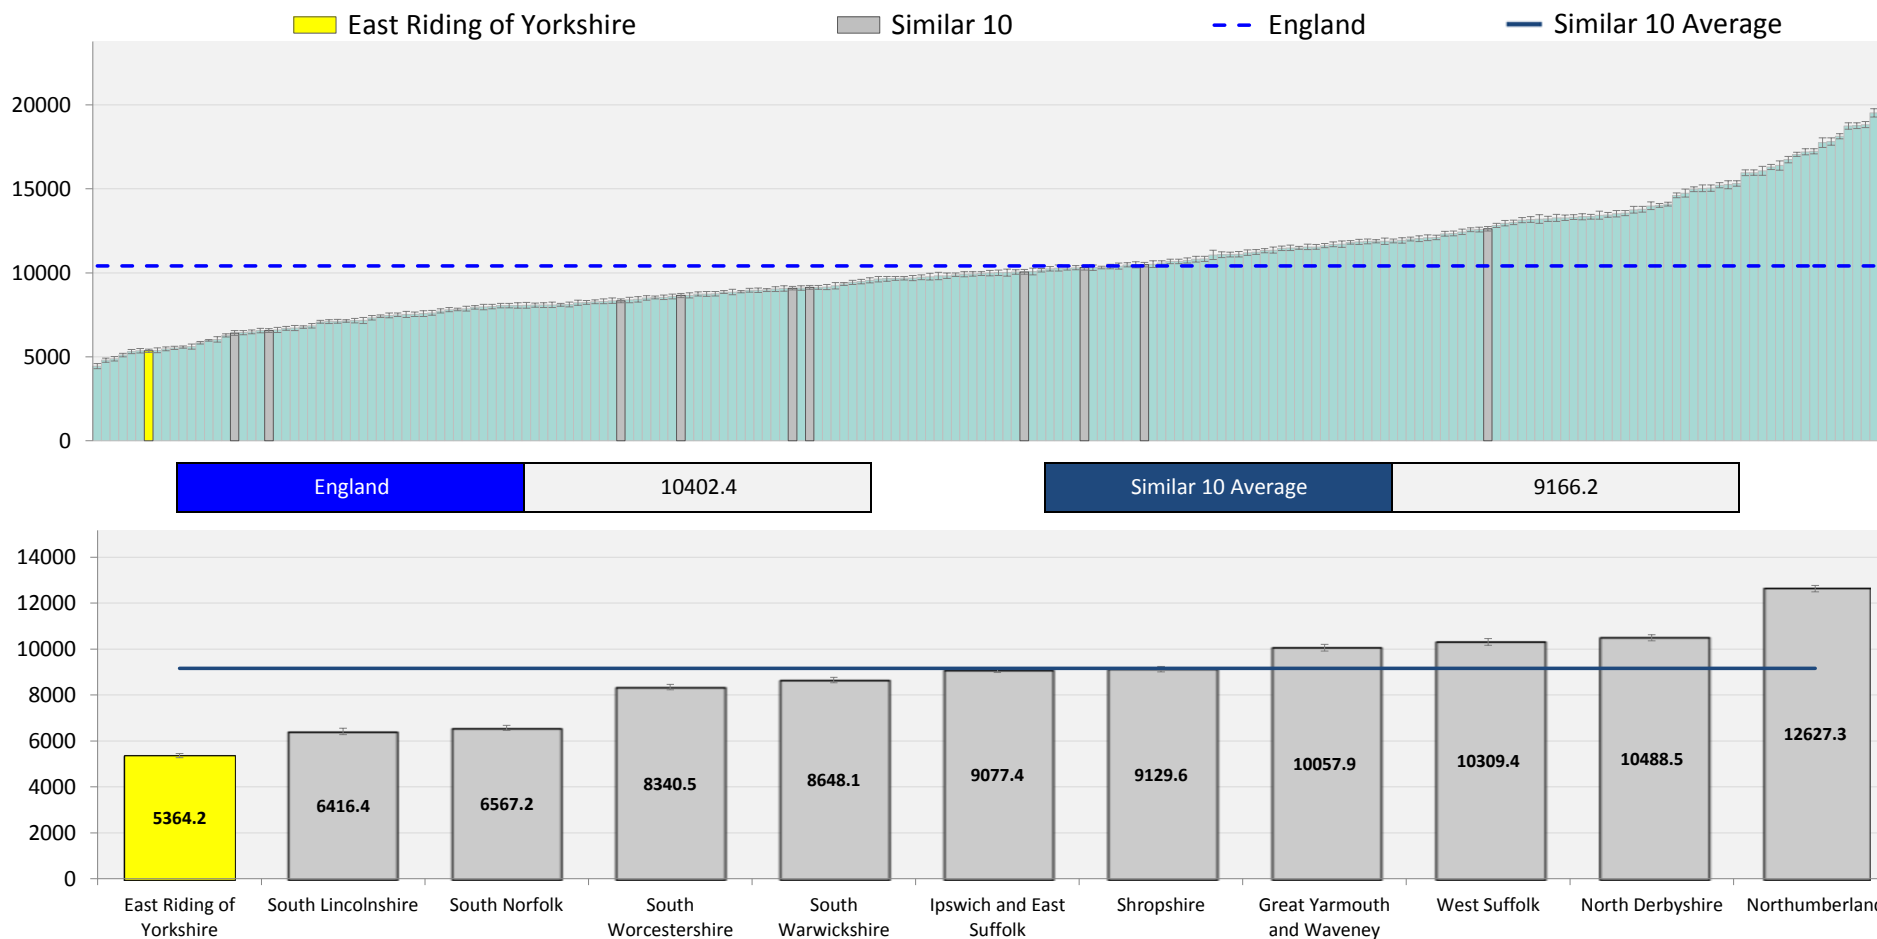 East Riding of Yorkshire Similar 10 England Similar 10 Average
20000
15000
10000
5000
0
England 10402.4 Similar 10 Average 9166.2
14000
12000
10000
8000
6000
4000
2000
0
5364.2 6416.4 6567.2 8340.5 8648.1 9077.4 9129.6 10057.9 10309.4 10488.5 12627.3
East Riding of South Lincolnshire South Norfolk South South Ipswich and East Shropshire Great Yarmouth West Suffolk North Derbyshire Northumberland
Yorkshire Worcestershire Warwickshire Suffolk and Waveney